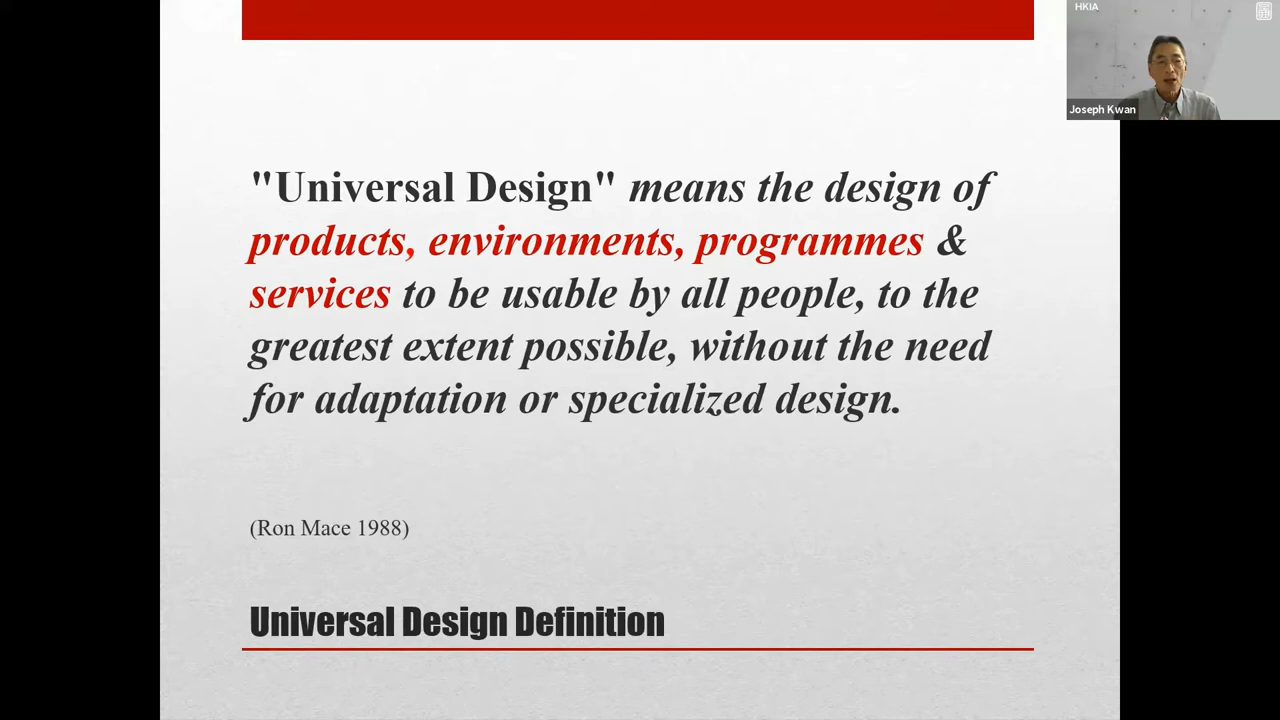 HKIA
Joseph Kwan
"Universal Design" means the design of
products, environments, programmes &
services to be usable by all people, to the
greatest extent possible, without the need
for adaptation or specialized design.
(Ron Mace 1988)
Universal Design Definition